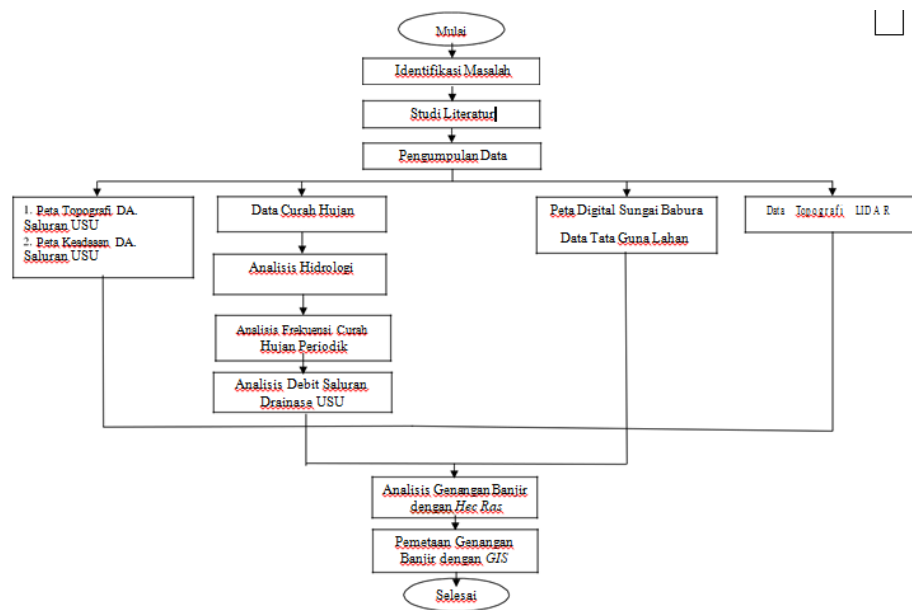 Mulai
Identifikasi Masalah
Studi Literatur
Pengumpulan Data
1. Peta Topografi DA.
Saluran USU
2. Peta Keadaan DA.
Saluran USU
Data Curah Hujan
Peta Digital Sungai Babura
Data Tata Guna Lahan
Data Topografi LIDAR
Analisis Hidrologi
Analisis Frekuensi Curah
Hujan Periodik
Analisis Debit Saluran
Drainase USU
Analisis Genangan Banjir
dengan Hec Ras
Pemetaan Genangan
Banjir dengan GIS
Selesai